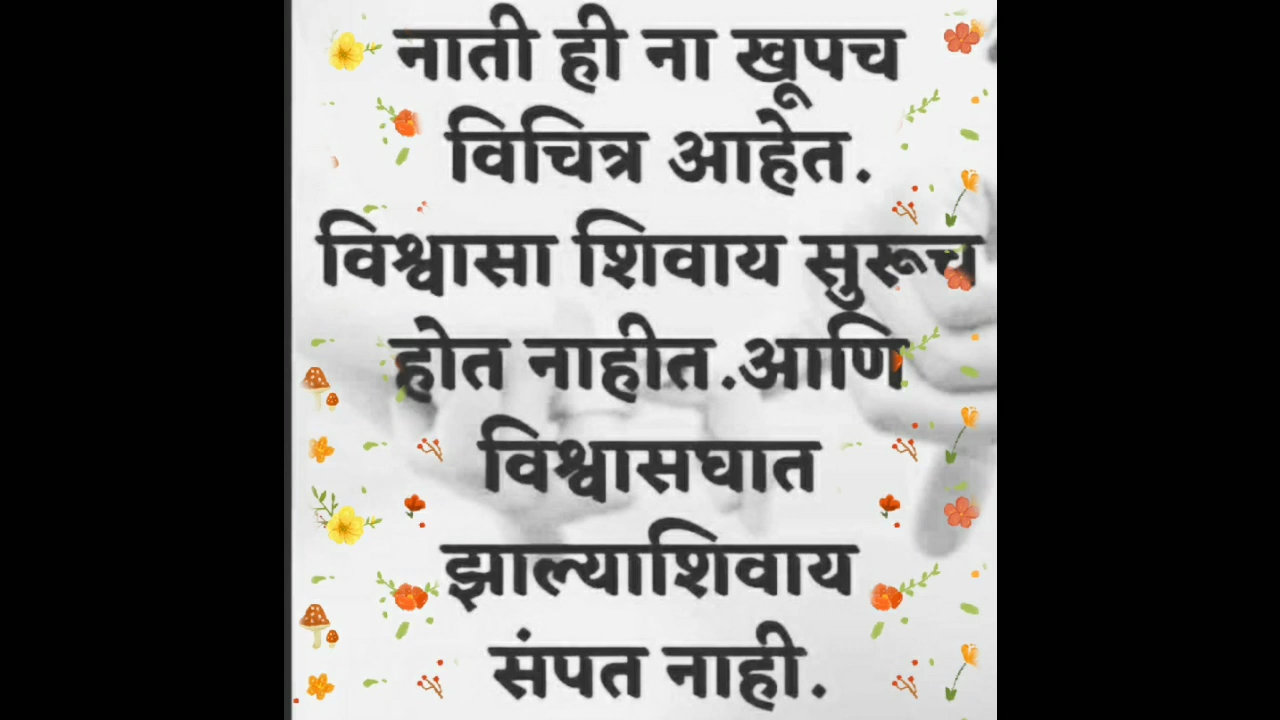 नाती ही ना खूपच
विचित्र आहेत.
विश्वासा शिवाय सुरूच
होत नाहीत.आणि
विश्वासघात
झाल्याशिवाय
संपत नाही.